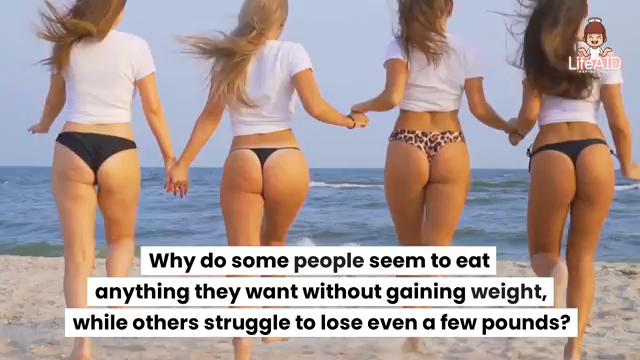 LifeAID
Why do some people seem to eat
anything they want without gaining weight,
while others struggle to lose even a few pounds?